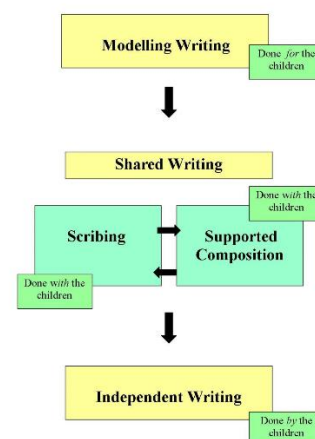 Modelling Writing
Done for the
children
Shared Writing
Done with the
children
Scribing
Supported
Composition
Done with the
children
Independent Writing
Done by the
children